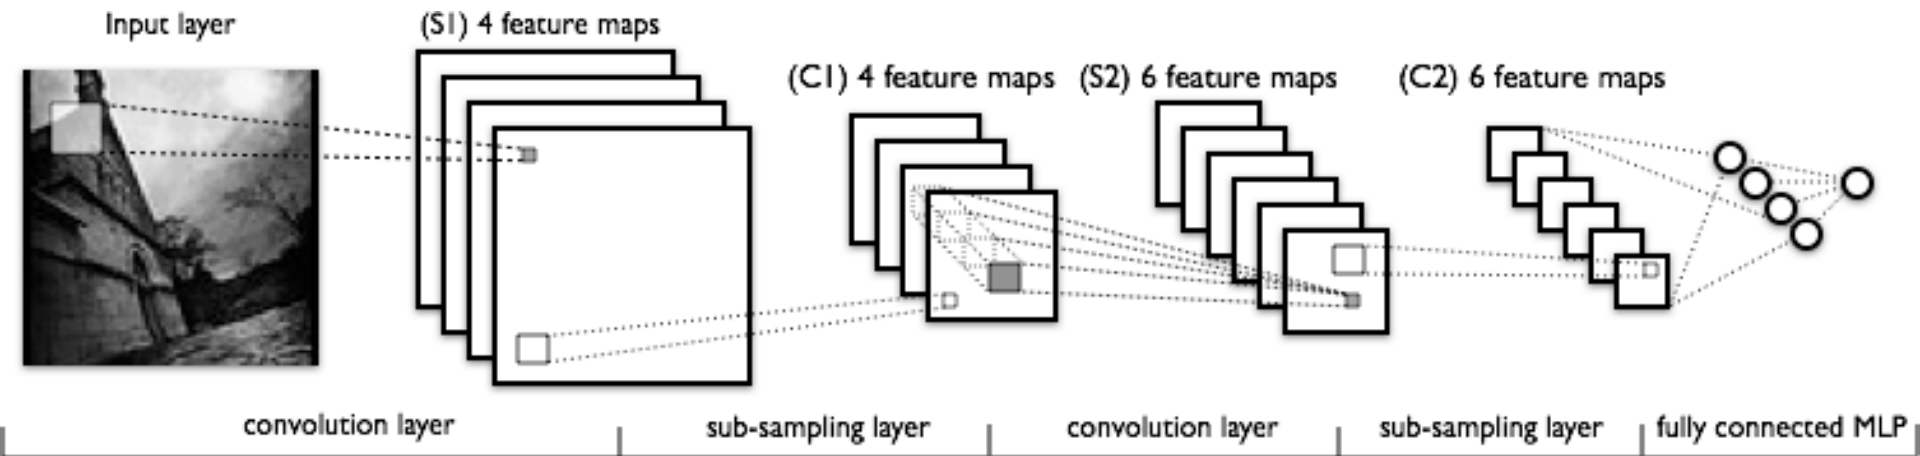 Input layer
(S1) 4 feature maps
(C1) 4 feature maps
(S2) 6 feature maps
(C2) 6 feature maps
convolution layer
sub-sampling layer
convolution layer
sub-sampling layer
fully connected MLP